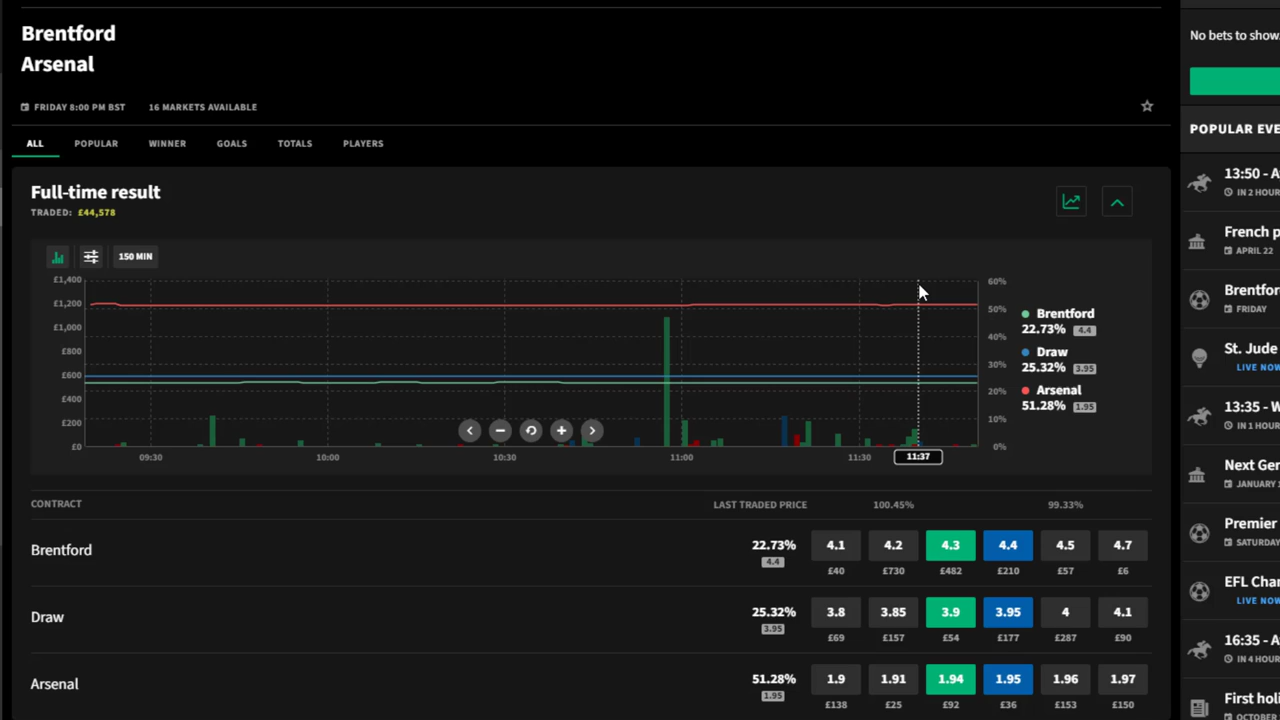 Brentford
Arsenal
FRIDAY 8:00 PM BST 16 MARKETS AVAILABLE
ALL POPULAR WINNER GOALS TOTALS PLAYERS
Full-time result
TRADED: £44,578
150 MIN
£1,400
£1,200
£1,000
£800
£600
£400
£200
£0
60%
50%
40%
30%
20%
10%
0%
09:30 10:00 10:30 11:00 11:30 11:37
Brentford
22.73% 4.4
Draw
25.32% 3.95
Arsenal
51.28% 1.95
CONTRACT LAST TRADED PRICE 100.45% 99.33%
Brentford 22.73% 4.1 4.2 4.3 4.4 4.5 4.7
4.4 £40 £730 £482 £210 £57 £6
Draw 25.32% 3.8 3.85 3.9 3.95 4 4.1
3.95 £69 £157 £54 £177 £287 £90
Arsenal 51.28% 1.9 1.91 1.94 1.95 1.96 1.97
1.95 £138 £25 £92 £36 £153 £150
No bets to show.
POPULAR EVE
13:50 - A
IN 2 HOUR
French p
APRIL 22
Brentfor
FRIDAY
St. Jude
LIVE NOW
13:35 - W
IN 1 HOUR
Next Gen
JANUARY
Premier
SATURDAY
EFL Cha
LIVE NOW
16:35 - A
IN 4 HOUR
First holi
OCTOBER